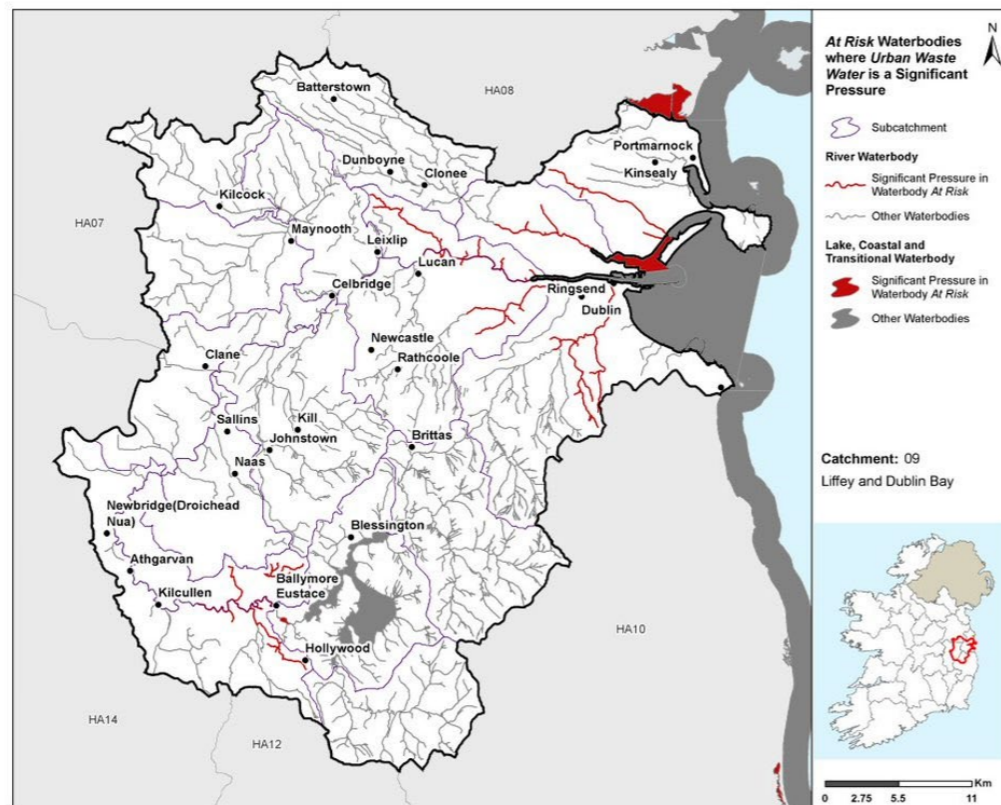 At Risk Waterbodies
where Urban Waste
Water is a Significant
Pressure
N
Subcatchment
River Waterbody
Significant Pressure in
Waterbody At Risk
Other Waterbodies
Lake, Coastal and
Transitional Waterbody
Significant Pressure in
Waterbody At Risk
Other Waterbodies
Catchment: 09
Liffey and Dublin Bay
Km
0 2.75 5.5 11
HA08
Batterstown
Portmarnock
Kinsealy
Dunboyne
Clonee
Kilcock
HA07
Maynooth
Leixlip
Lucan
Celbridge
Ringsend
Dublin
Newcastle
Rathcoole
Clane
Sallins
Kill
Johnstown
Brittas
Naas
Newbridge(Droichead
Nua)
Blessington
Athgarvan
Ballymore
Eustace
Kilcullen
Hollywood
HA10
HA14
HA12